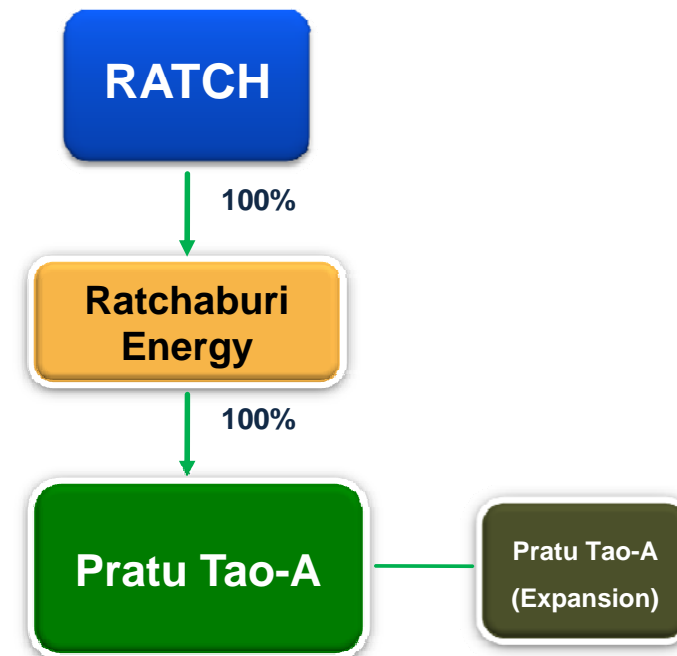 RATCH
100%
Ratchaburi
Energy
100%
Pratu Tao-A
Pratu Tao-A
(Expansion)